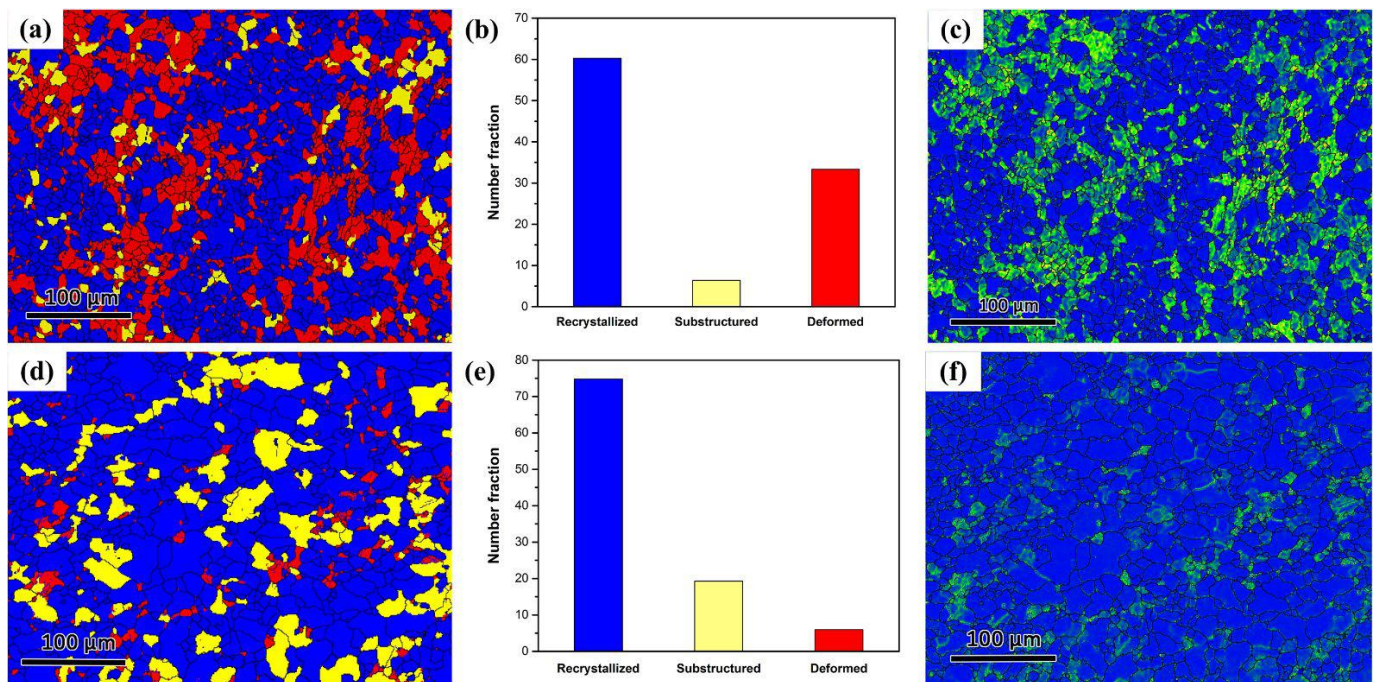 (a)
100 µm
(b)
Number fraction
70
60
50
40
30
20
10
0
Recrystallized Substructured Deformed
(c)
100 µm
(d)
100 µm
(e)
Number fraction
80
70
60
50
40
30
20
10
0
Recrystallized Substructured Deformed
(f)
100 µm